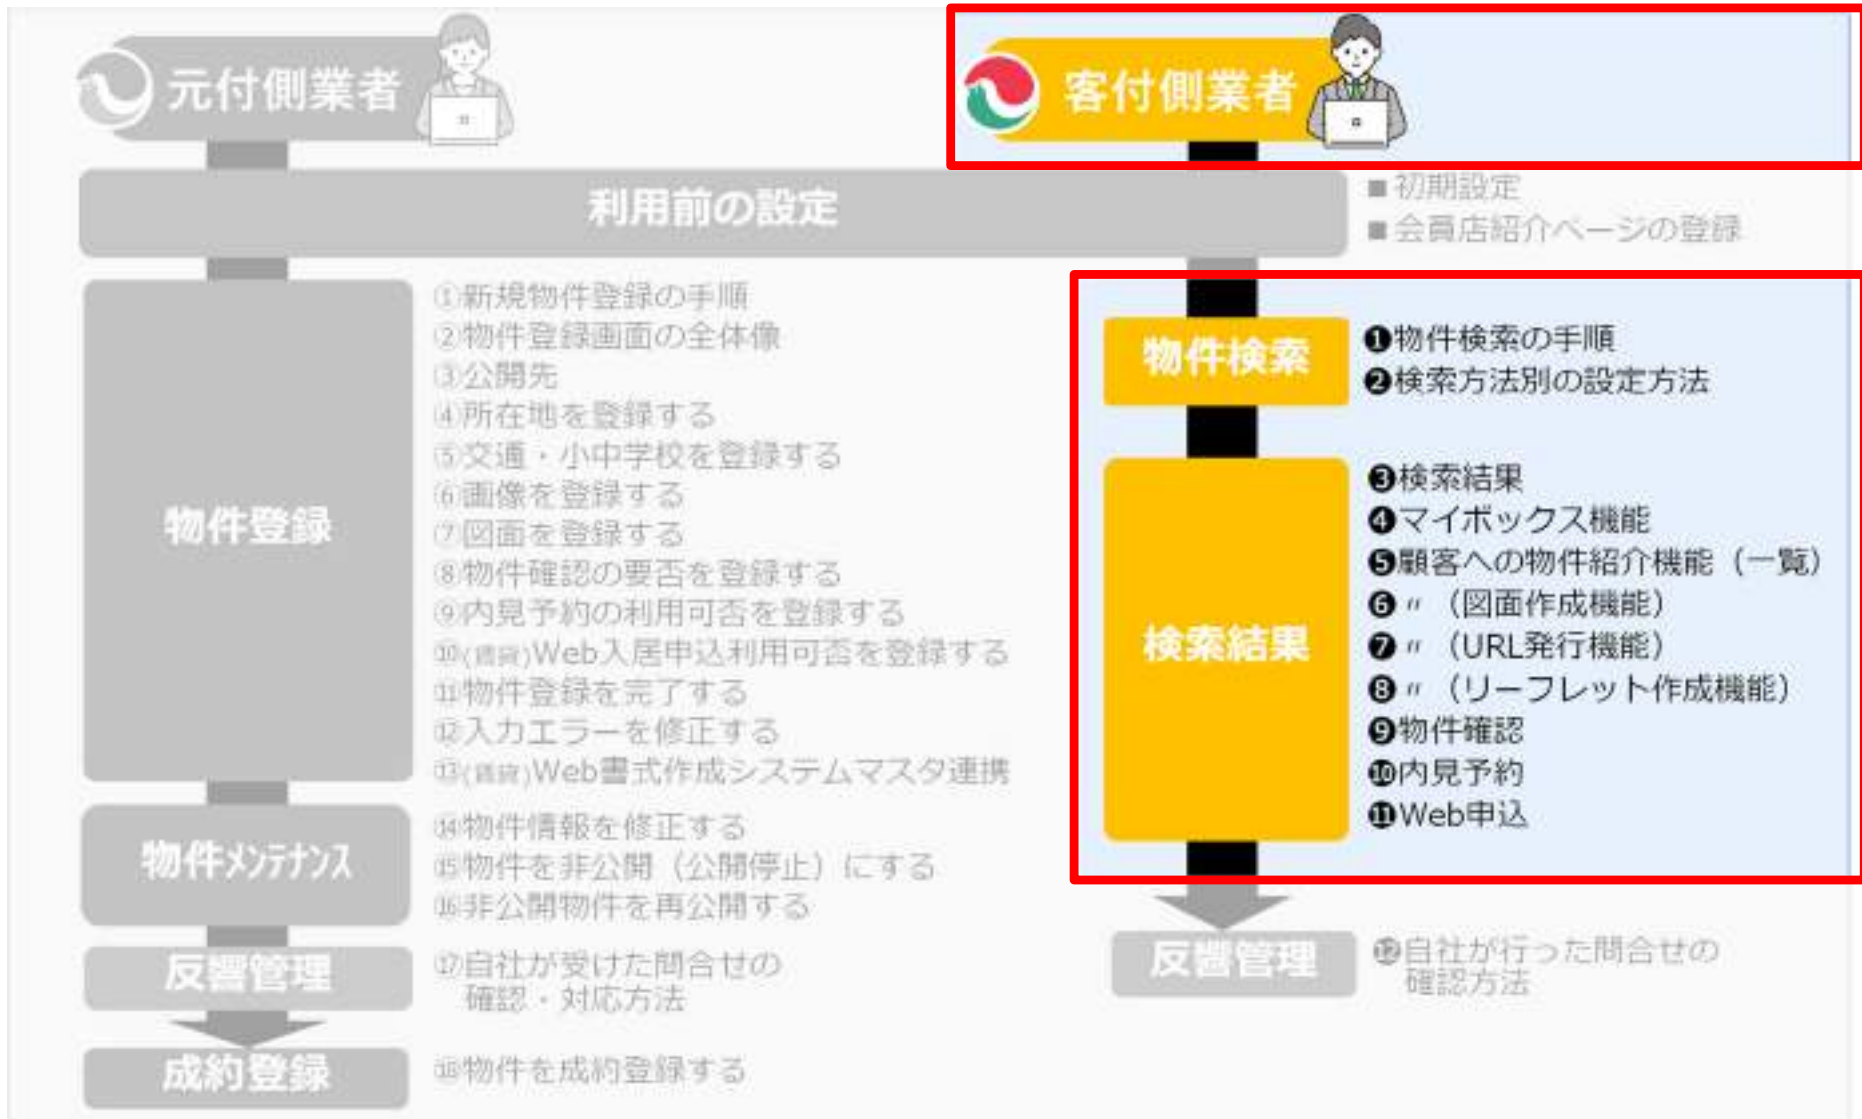 元付側業者
客付側業者
利用前の設定
■初期設定
■会員店紹介ページの登録
物件登録
①新規物件登録の手順
②物件登録画面の全体像
③公開先
④所在地を登録する
⑤交通・小中学校を登録する
⑥画像を登録する
⑦図面を登録する
⑧物件確認の要否を登録する
⑨内見予約の利用可否を登録する
⑩(賃貸)Web入居申込利用可否を登録する
⑪物件登録を完了する
⑫入力エラーを修正する
⑬(賃貸)Web書式作成システムマスタ連携
物件メンテナンス
⑭物件情報を修正する
⑮物件を非公開（公開停止）にする
⑯非公開物件を再公開する
反響管理
⑰自社が受けた問合せの
確認・対応方法
成約登録
⑱物件を成約登録する
物件検索
❶物件検索の手順
❷検索方法別の設定方法
検索結果
❸検索結果
❹マイボックス機能
❺顧客への物件紹介機能（一覧）
❻〃（図面作成機能）
❼〃（URL発行機能）
❽〃（リーフレット作成機能）
❾物件確認
❿内見予約
⓫Web申込
反響管理
⓬自社が行った問合せの
確認方法